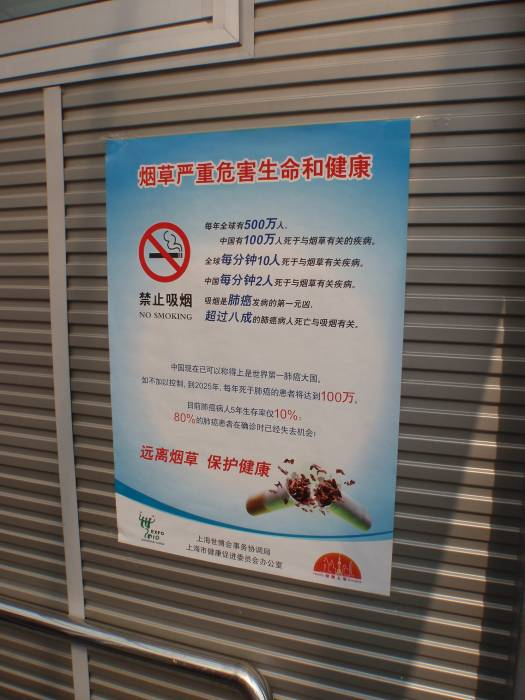 烟草严重危害生命和健康
每年全球有500万人.
中国有100万人死于与烟草有关的疾病。
全球每分钟10人死于与烟草有关疾病。
中国每分钟2人死于与烟草有关疾病。
吸烟是肺癌发病的第一元凶.
超过八成的肺癌病人死亡与吸烟有关。
禁止吸烟
NO SMOKING
中国现在已可以称得上是世界第一肺癌大国。
如不加以控制, 到2025年, 每年死于肺癌的患者将达到100万。
目前肺癌病人5年生存率仅10%;
80%的肺癌患者在确诊时已经失去机会!
远离烟草 保护健康
EXPO
2010
上海世博会事务协调局
上海市健康促进委员会办公室